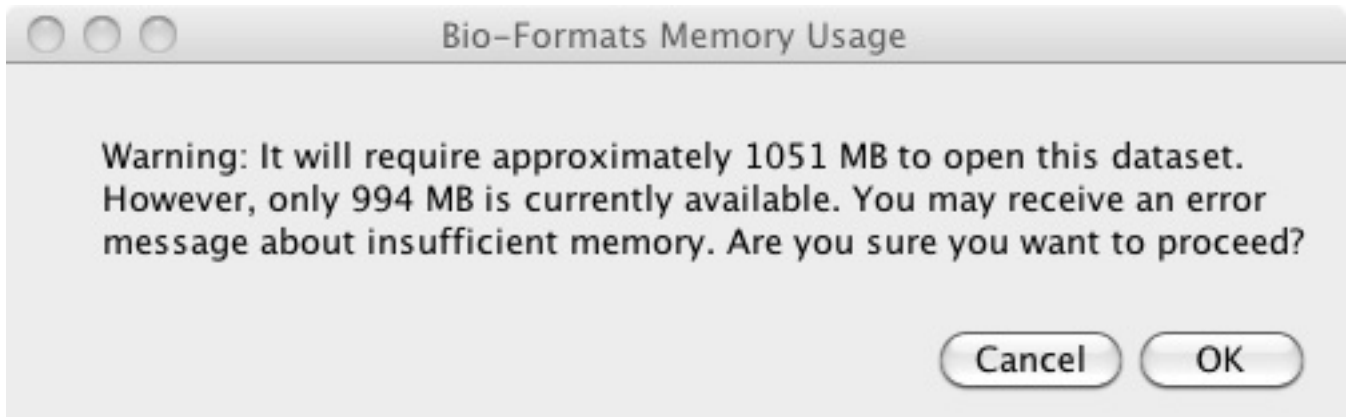 Bio-Formats Memory Usage
Warning: It will require approximately 1051 MB to open this dataset.
However, only 994 MB is currently available. You may receive an error
message about insufficient memory. Are you sure you want to proceed?
Cancel OK